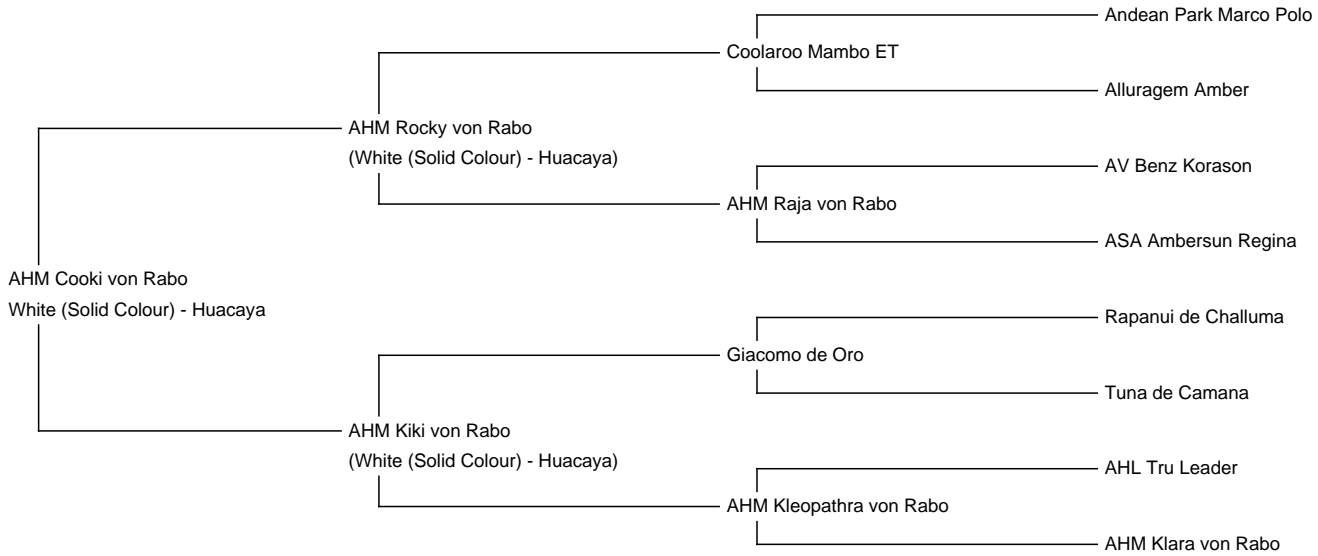 Andean Park Marco Polo
Coolaroo Mambo ET
Alluragem Amber
AHM Rocky von Rabo
(White (Solid Colour) - Huacaya)
AV Benz Korason
AHM Raja von Rabo
ASA Ambersun Regina
AHM Cooki von Rabo
White (Solid Colour) - Huacaya
Rapanui de Challuma
Giacomo de Oro
Tuna de Camana
AHM Kiki von Rabo
(White (Solid Colour) - Huacaya)
AHL Tru Leader
AHM Kleopathra von Rabo
AHM Klara von Rabo